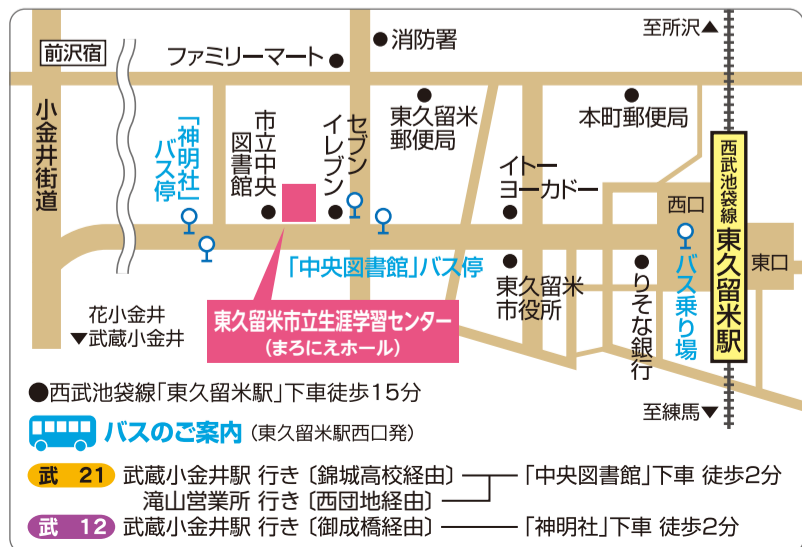 至所沢▲
消防署
前沢宿
ファミリーマート
小金井街道
「神明社」
バス停
市立中央
図書館
セブン
イレブン
東久留米
郵便局
本町郵便局
イトー
ヨーカドー
西口
西武池袋線
東久留米駅
東口
「中央図書館」バス停
東久留米
市役所
りそな銀行
バス乗り場
花小金井
▼武蔵小金井
東久留米市立生涯学習センター
(まろにえホール)
至練馬▼
●西武池袋線「東久留米駅」下車徒歩15分
バスのご案内 (東久留米駅西口発)
武 21 武蔵小金井駅 行き〔錦城高校経由〕 「中央図書館」下車 徒歩2分
滝山営業所 行き〔西団地経由〕
武 12 武蔵小金井駅 行き〔御成橋経由〕 「神明社」下車 徒歩2分